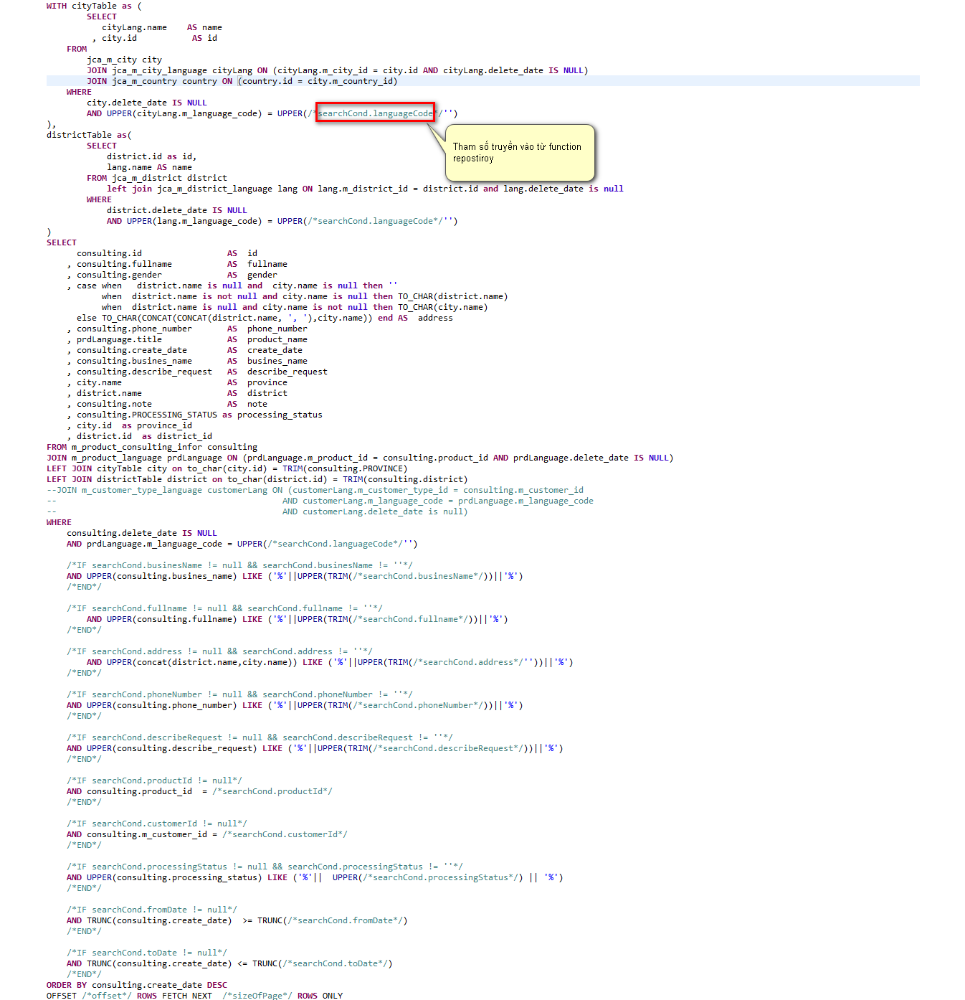 WITH cityTable as (
SELECT
cityLang.name AS name
, city.id AS id
FROM
jca_m_city city
JOIN jca_m_city_language cityLang ON (cityLang.m_city_id = city.id AND cityLang.delete_date IS NULL)
JOIN jca_m_country country ON (country.id = city.m_country_id)
WHERE
city.delete_date IS NULL
AND UPPER(cityLang.m_language_code) = UPPER(/*searchCond.languageCode*/'')
),
districtTable as(
SELECT
district.id as id,
lang.name AS name
FROM jca_m_district district
left join jca_m_district_language lang ON lang.m_district_id = district.id and lang.delete_date is null
WHERE
district.delete_date IS NULL
AND UPPER(lang.m_language_code) = UPPER(/*searchCond.languageCode*/'')
)
Tham số truyền vào từ function
repostiroy
SELECT
consulting.id AS id
, consulting.fullname AS fullname
, consulting.gender AS gender
, case when district.name is null and city.name is null then ''
when district.name is not null and city.name is null then TO_CHAR(district.name)
when district.name is null and city.name is not null then TO_CHAR(city.name)
else TO_CHAR(CONCAT(CONCAT(district.name, ', '),city.name)) end AS address
, consulting.phone_number AS phone_number
, prdLanguage.title AS product_name
, consulting.create_date AS create_date
, consulting.busines_name AS busines_name
, consulting.describe_request AS describe_request
, city.name AS province
, district.name AS district
, consulting.note AS note
, consulting.PROCESSING_STATUS as processing_status
, city.id as province_id
, district.id as district_id
FROM m_product_consulting_infor consulting
JOIN m_product_language prdLanguage ON (prdLanguage.m_product_id = consulting.product_id AND prdLanguage.delete_date IS NULL)
LEFT JOIN cityTable city on to_char(city.id) = TRIM(consulting.PROVINCE)
LEFT JOIN districtTable district on to_char(district.id) = TRIM(consulting.district)
--JOIN m_customer_type_language customerLang ON (customerLang.m_customer_type_id = consulting.m_customer_id
-- AND customerLang.m_language_code = prdLanguage.m_language_code
-- AND customerLang.delete_date is null)
WHERE
consulting.delete_date IS NULL
AND prdLanguage.m_language_code = UPPER(/*searchCond.languageCode*/'')
/*IF searchCond.businesName != null && searchCond.businesName != ''*/
AND UPPER(consulting.busines_name) LIKE ('%'||UPPER(TRIM(/*searchCond.businesName*/))||'%')
/*END*/
/*IF searchCond.fullname != null && searchCond.fullname != ''*/
AND UPPER(consulting.fullname) LIKE ('%'||UPPER(TRIM(/*searchCond.fullname*/))||'%')
/*END*/
/*IF searchCond.address != null && searchCond.address != ''*/
AND UPPER(concat(district.name,city.name)) LIKE ('%'||UPPER(TRIM(/*searchCond.address*/''))||'%')
/*END*/
/*IF searchCond.phoneNumber != null && searchCond.phoneNumber != ''*/
AND UPPER(consulting.phone_number) LIKE ('%'||UPPER(TRIM(/*searchCond.phoneNumber*/))||'%')
/*END*/
/*IF searchCond.describeRequest != null && searchCond.describeRequest != ''*/
AND UPPER(consulting.describe_request) LIKE ('%'||UPPER(TRIM(/*searchCond.describeRequest*/))||'%')
/*END*/
/*IF searchCond.productId != null*/
AND consulting.product_id = /*searchCond.productId*/
/*END*/
/*IF searchCond.customerId != null*/
AND consulting.m_customer_id = /*searchCond.customerId*/
/*END*/
/*IF searchCond.processingStatus != null && searchCond.processingStatus != ''*/
AND UPPER(consulting.processing_status) LIKE ('%'|| UPPER(/*searchCond.processingStatus*/) || '%')
/*END*/
/*IF searchCond.fromDate != null*/
AND TRUNC(consulting.create_date) >= TRUNC(/*searchCond.fromDate*/)
/*END*/
/*IF searchCond.toDate != null*/
AND TRUNC(consulting.create_date) <= TRUNC(/*searchCond.toDate*/)
/*END*/
ORDER BY consulting.create_date DESC
OFFSET /*offset*/ ROWS FETCH NEXT /*sizeOfPage*/ ROWS ONLY